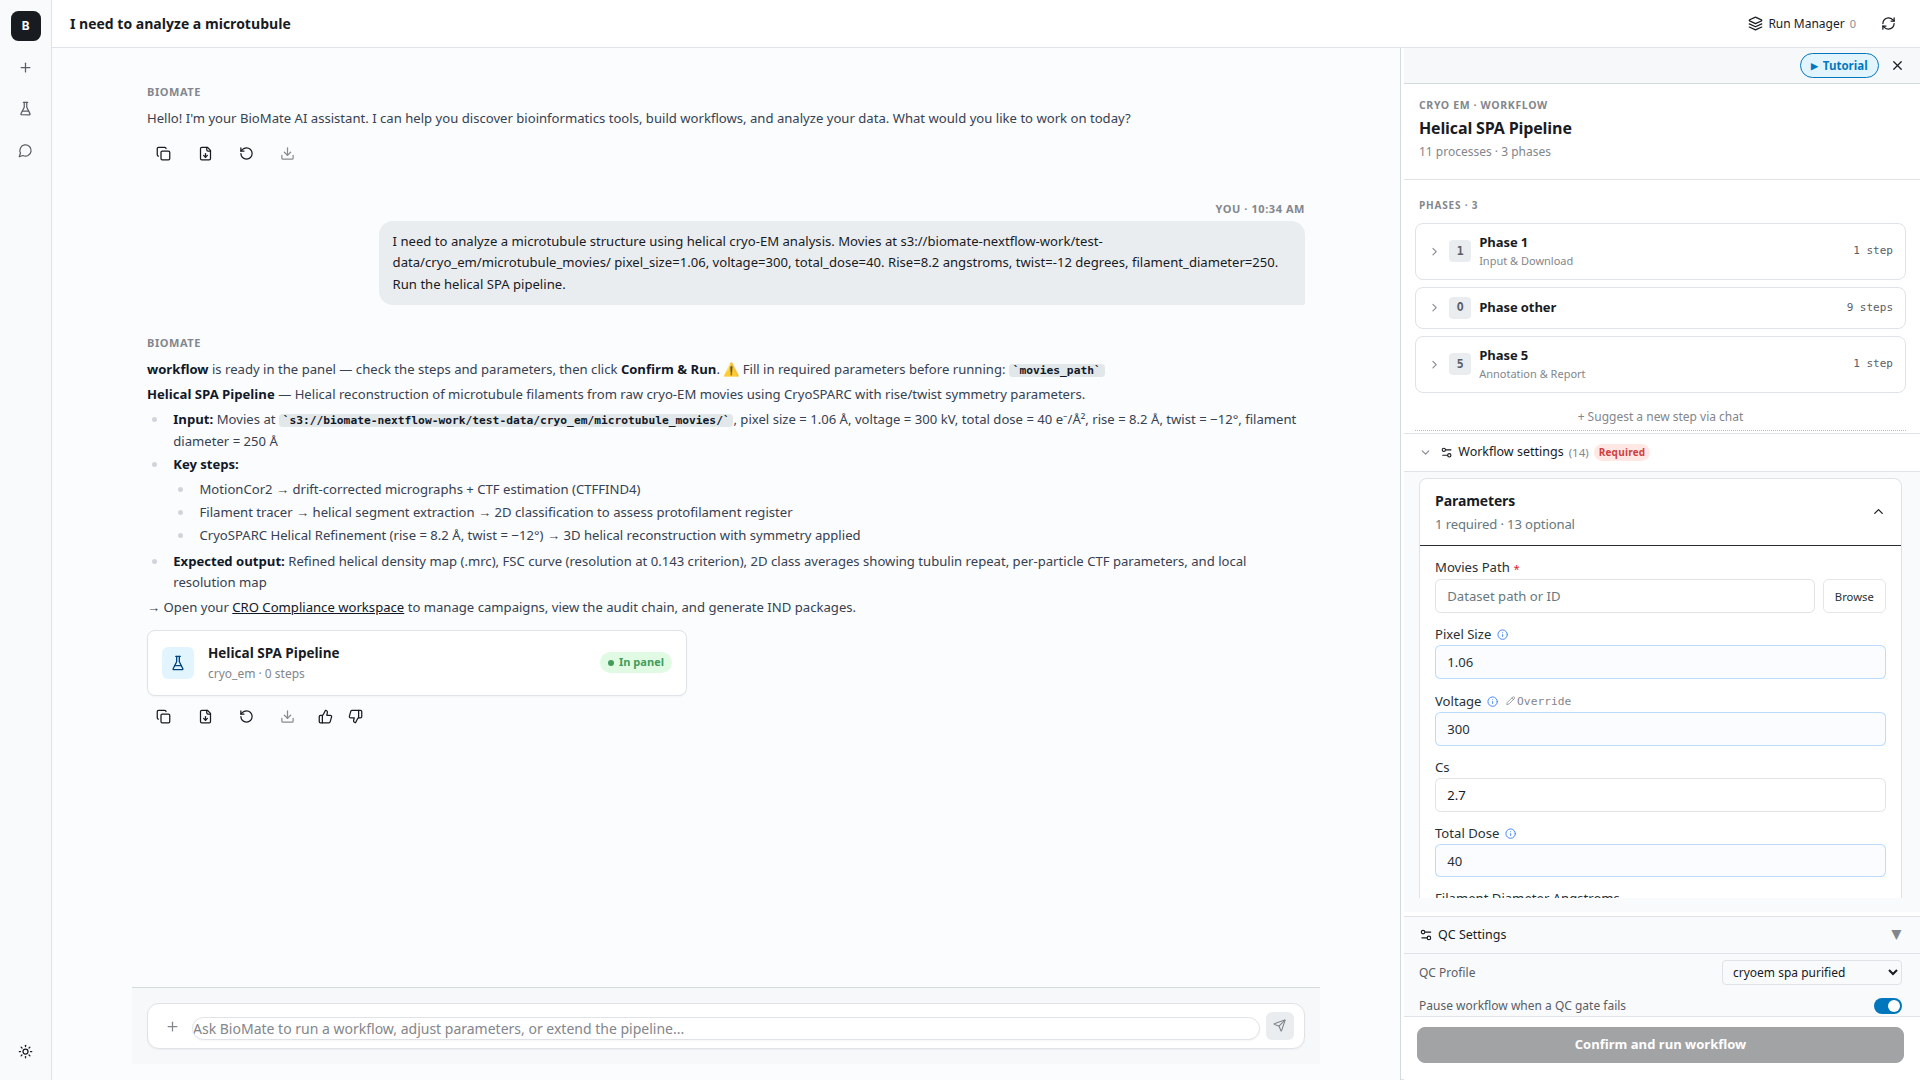 B
I need to analyze a microtubule
Run Manager 0
BIOMATE
Hello! I'm your BioMate AI assistant. I can help you discover bioinformatics tools, build workflows, and analyze your data. What would you like to work on today?
YOU · 10:34 AM
I need to analyze a microtubule structure using helical cryo-EM analysis. Movies at s3://biomate-nextflow-work/test-
data/cryo_em/microtubule_movies/ pixel_size=1.06, voltage=300, total_dose=40. Rise=8.2 angstroms, twist=-12 degrees, filament_diameter=250.
Run the helical SPA pipeline.
BIOMATE
workflow is ready in the panel — check the steps and parameters, then click Confirm & Run. ⚠️ Fill in required parameters before running: `movies_path`
Helical SPA Pipeline — Helical reconstruction of microtubule filaments from raw cryo-EM movies using CryoSPARC with rise/twist symmetry parameters.
Input: Movies at `s3://biomate-nextflow-work/test-data/cryo_em/microtubule_movies/`, pixel size = 1.06 Å, voltage = 300 kV, total dose = 40 e⁻/Å², rise = 8.2 Å, twist = −12°, filament
diameter = 250 Å
Key steps:
MotionCor2 → drift-corrected micrographs + CTF estimation (CTFFIND4)
Filament tracer → helical segment extraction → 2D classification to assess protofilament register
CryoSPARC Helical Refinement (rise = 8.2 Å, twist = −12°) → 3D helical reconstruction with symmetry applied
Expected output: Refined helical density map (.mrc), FSC curve (resolution at 0.143 criterion), 2D class averages showing tubulin repeat, per-particle CTF parameters, and local
resolution map
→ Open your CRO Compliance workspace to manage campaigns, view the audit chain, and generate IND packages.
Helical SPA Pipeline
cryo_em · 0 steps
In panel
Ask BioMate to run a workflow, adjust parameters, or extend the pipeline...
▶ Tutorial
CRYO EM · WORKFLOW
Helical SPA Pipeline
11 processes · 3 phases
PHASES · 3
1 Phase 1 1 step
Input & Download
0 Phase other 9 steps
5 Phase 5 1 step
Annotation & Report
+ Suggest a new step via chat
Workflow settings (14) Required
Parameters
1 required · 13 optional
Movies Path *
Dataset path or ID Browse
Pixel Size
1.06
Voltage Override
300
Cs
2.7
Total Dose
40
Filament Diameter Angstroms
QC Settings ▼
QC Profile cryoem spa purified
Pause workflow when a QC gate fails
Confirm and run workflow